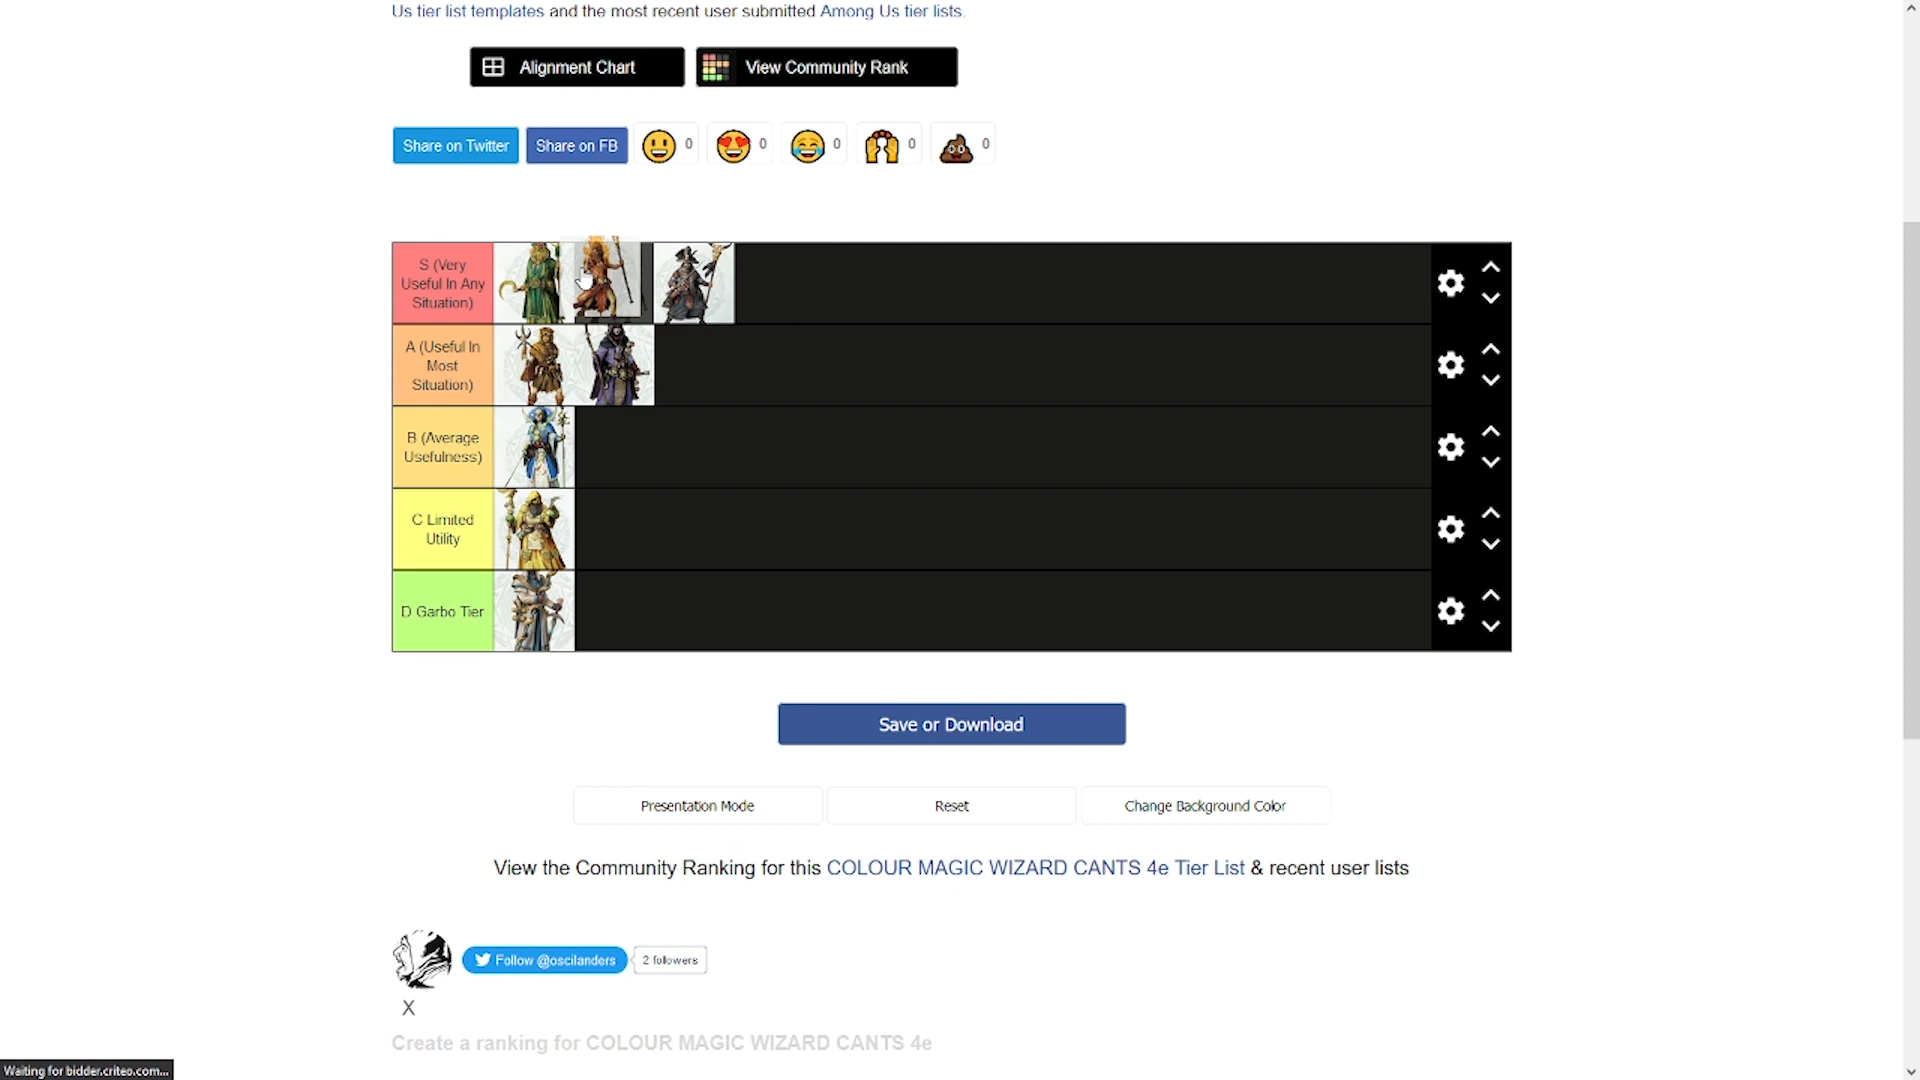 Us tier list templates and the most recent user submitted Among Us tier lists.
Alignment Chart
View Community Rank
Share on Twitter
Share on FB
0
0
0
0
0
S (Very
Useful In Any
Situation)
A (Useful In
Most
Situation)
B (Average
Usefulness)
C Limited
Utility
D Garbo Tier
Save or Download
Presentation Mode
Reset
Change Background Color
View the Community Ranking for this COLOUR MAGIC WIZARD CANTS 4e Tier List & recent user lists
Follow @oscilanders
2 followers
X
Create a ranking for COLOUR MAGIC WIZARD CANTS 4e
Waiting for bidder.criteo.com...